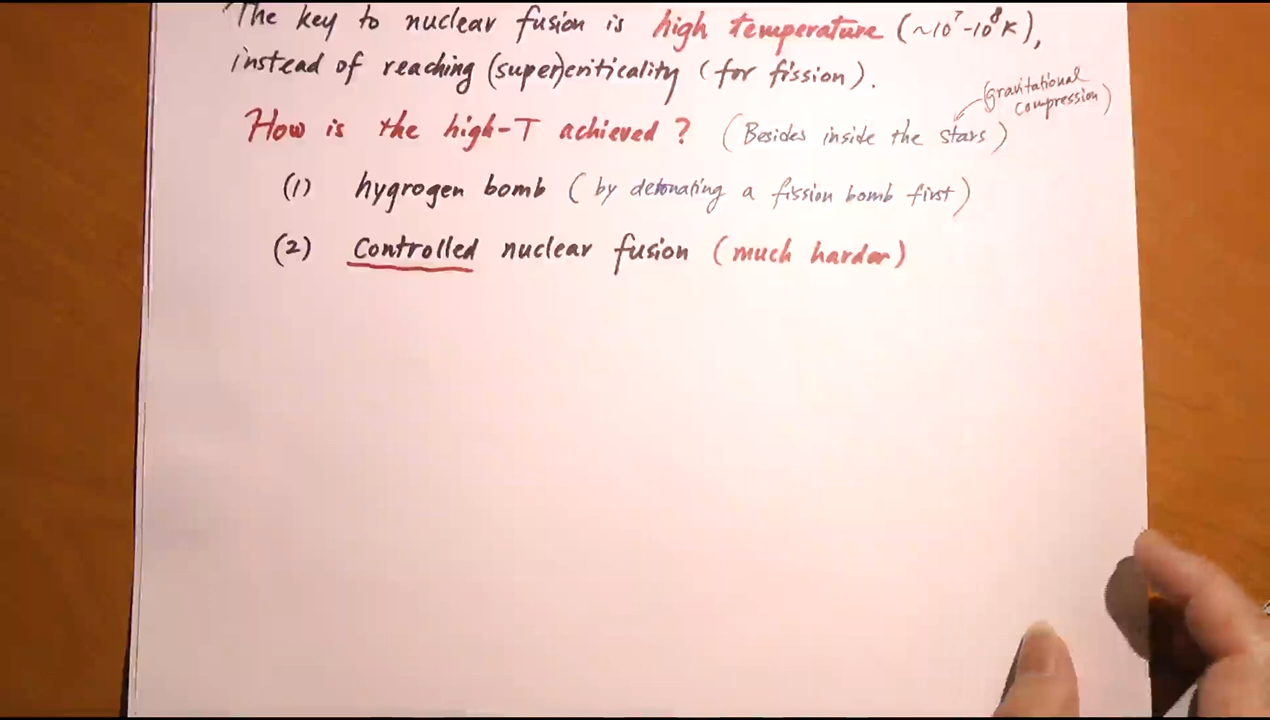 The key to nuclear fusion is high temperature (~10⁷-10⁸K),
instead of reaching (super)criticality (for fission).
(gravitational
compression)
How is the high-T achieved? (Besides inside the stars)
(1) hygrogen bomb (by detonating a fission bomb first)
(2) Controlled nuclear fusion (much harder)